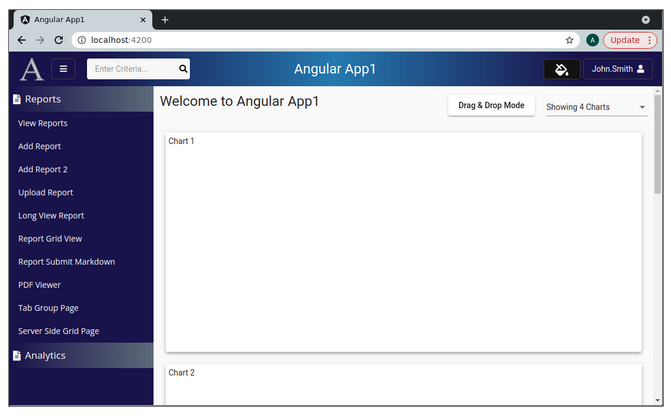 Angular App1
localhost:4200
A
Update
A
Enter Criteria...
Angular App1
John.Smith
Reports
Welcome to Angular App1
Drag & Drop Mode
Showing 4 Charts
View Reports
Add Report
Add Report 2
Upload Report
Long View Report
Report Grid View
Report Submit Markdown
PDF Viewer
Tab Group Page
Server Side Grid Page
Analytics
Chart 1
Chart 2